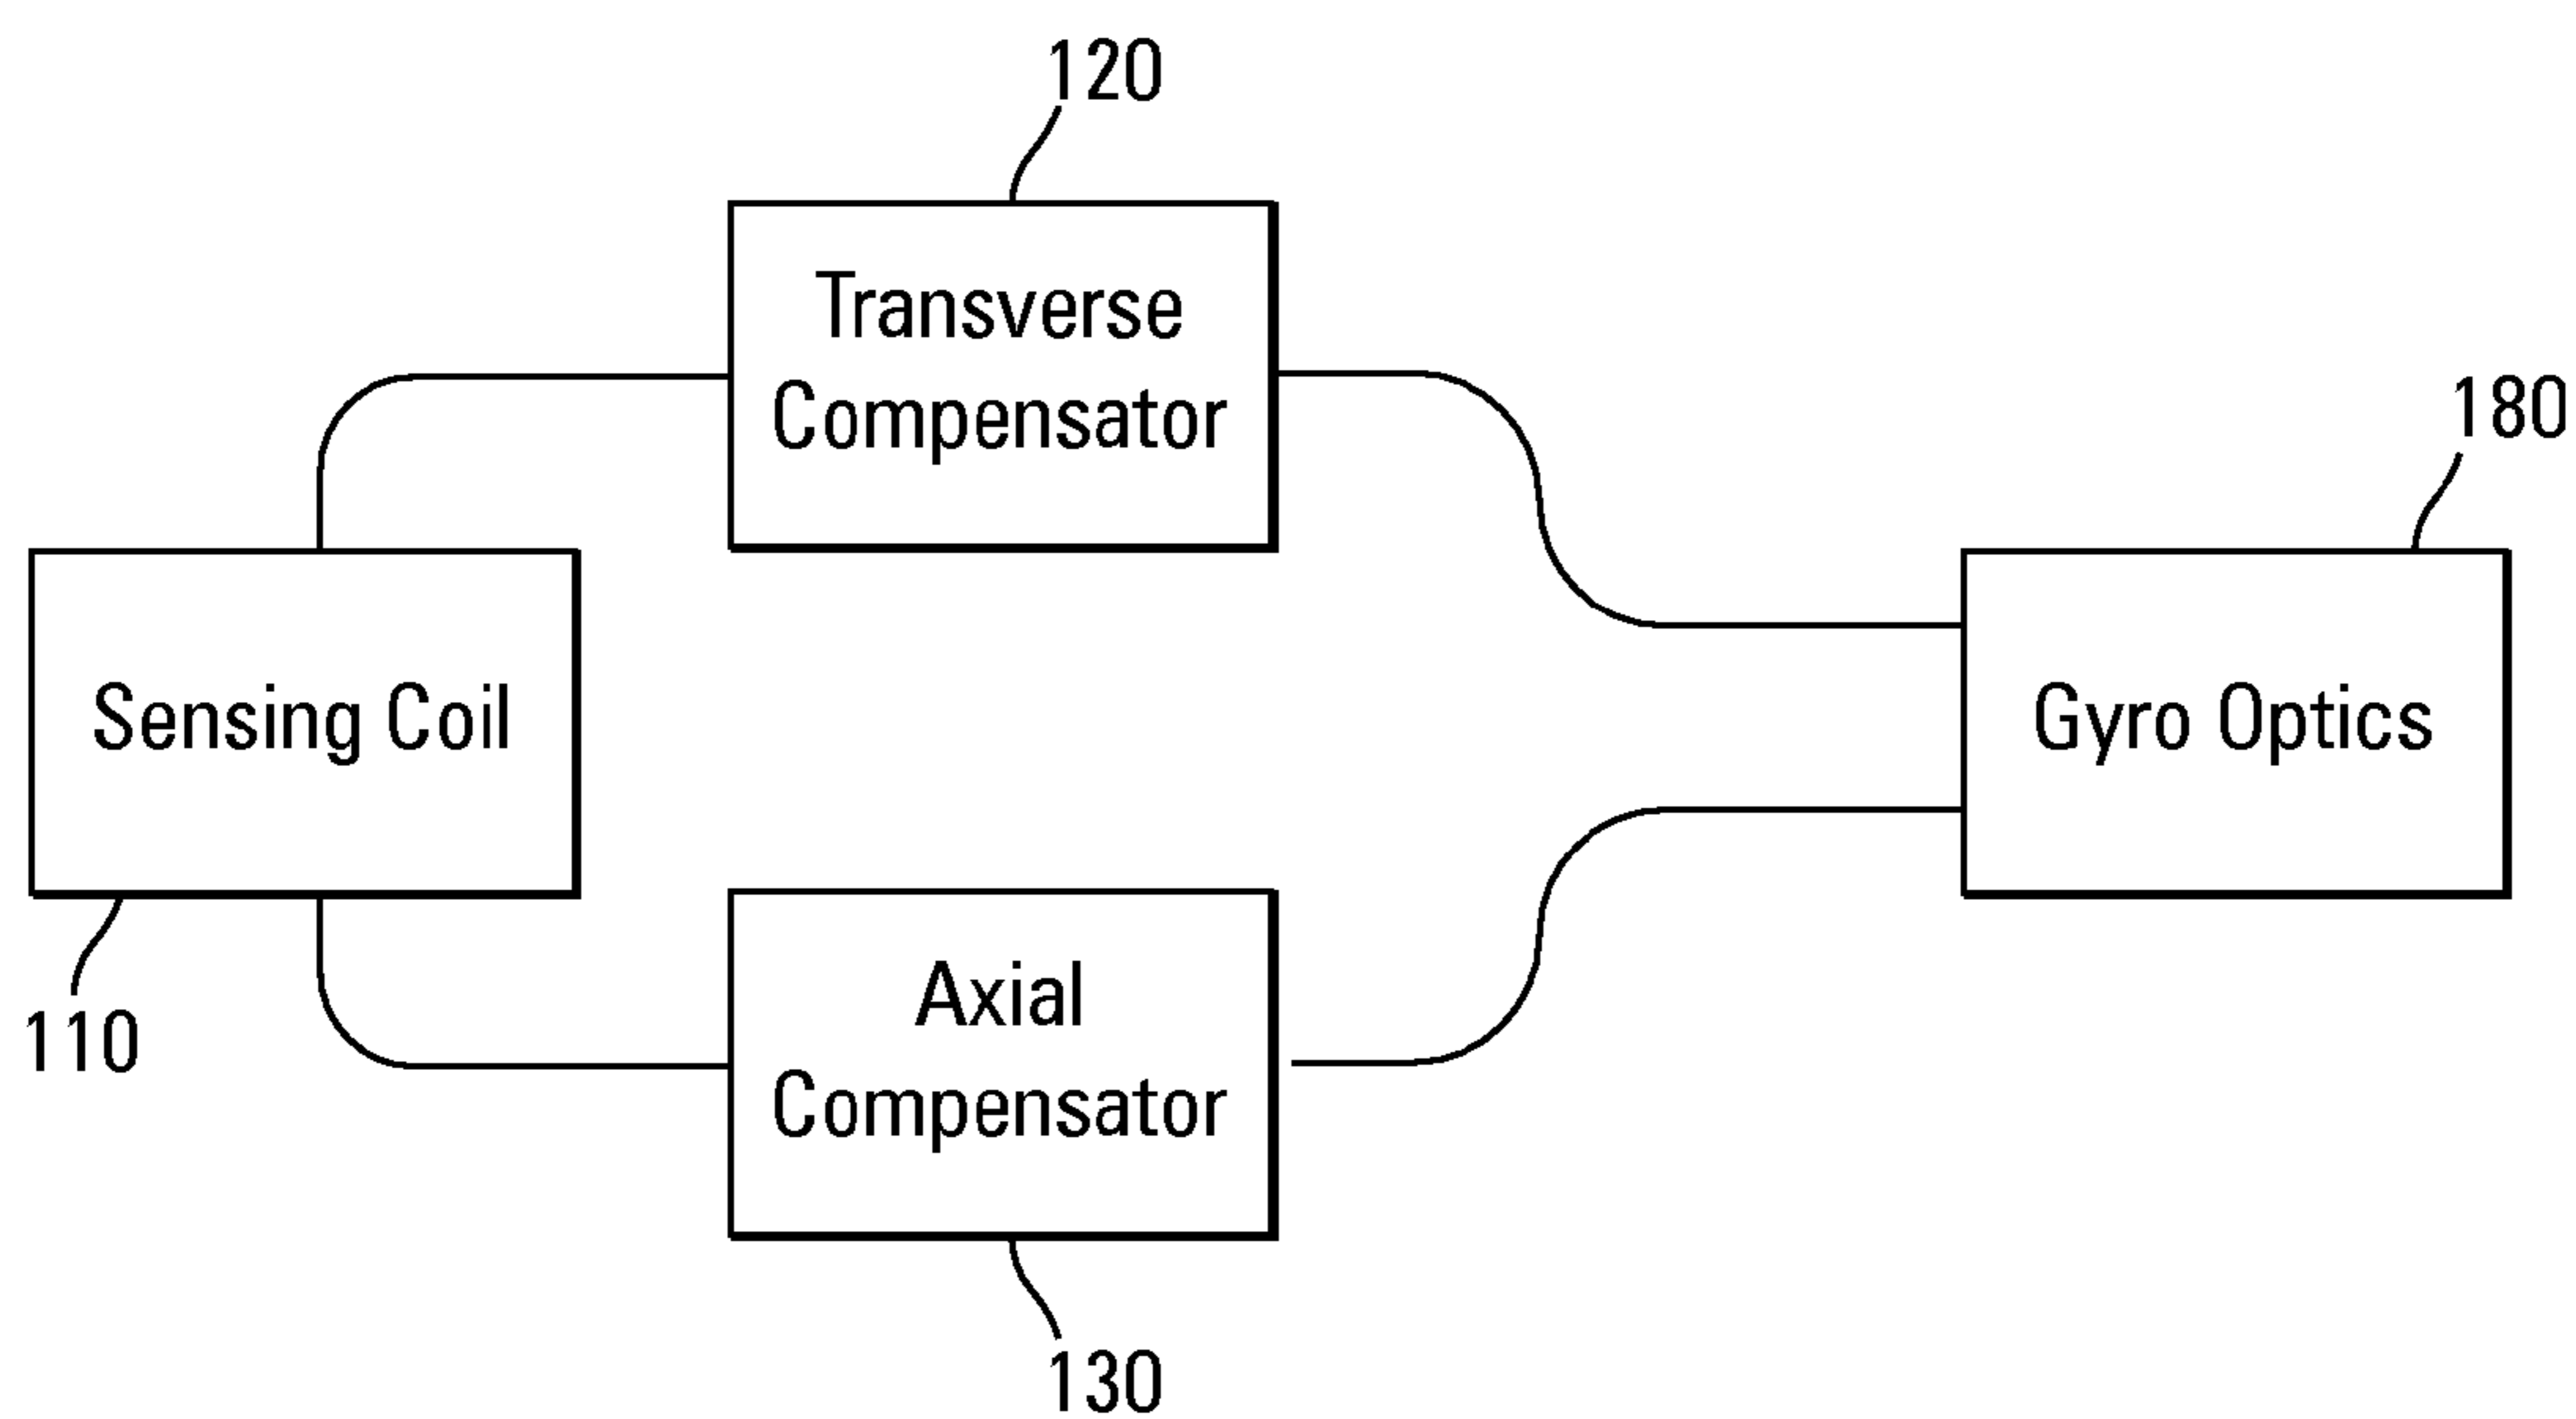 120
Transverse
Compensator
180
Sensing Coil
Gyro Optics
110
Axial
Compensator
130